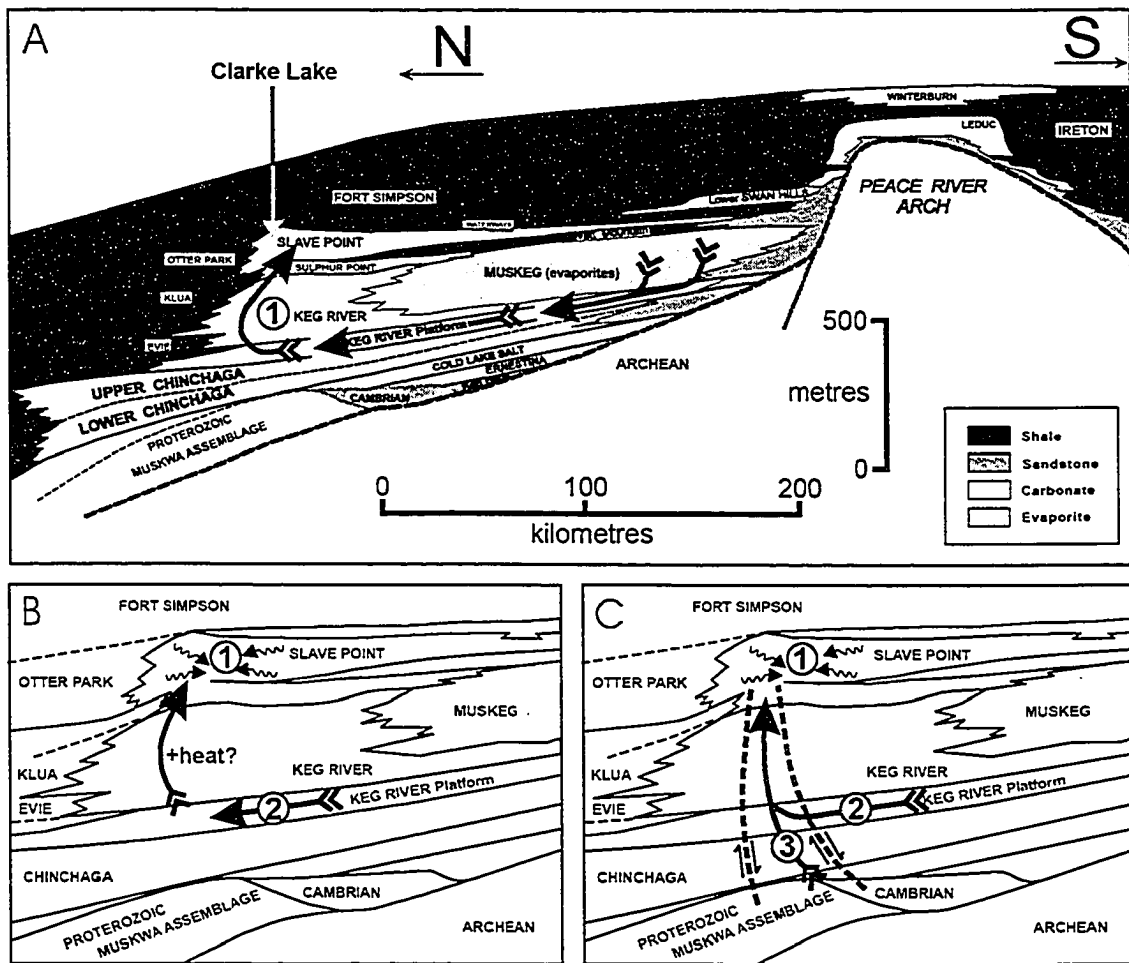 A
N
S
Clarke Lake
WINTERBURN
LEDUC
IRETON
PEACE RIVER
ARCH
FORT SIMPSON
Lower SWAN HILLS
SLAVE POINT
OTTER PARK
SULPHUR POINT
MUSKEG (evaporites)
KLUA
1
KEG RIVER
KEG RIVER Platform
EVIE
UPPER CHINCHAGA
COLD LAKE SALT
ERNESTINA
LOWER CHINCHAGA
CAMBRIAN
ARCHEAN
PROTEROZOIC
MUSKWA ASSEMBLAGE
500
metres
0
0 100 200
kilometres
Shale
Sandstone
Carbonate
Evaporite
B
FORT SIMPSON
1
SLAVE POINT
OTTER PARK
MUSKEG
+heat?
KLUA
KEG RIVER
EVIE
2
KEG RIVER Platform
CHINCHAGA
CAMBRIAN
PROTEROZOIC
MUSKWA ASSEMBLAGE
ARCHEAN
C
FORT SIMPSON
1
SLAVE POINT
OTTER PARK
MUSKEG
KLUA
KEG RIVER
EVIE
2
KEG RIVER Platform
3
CHINCHAGA
CAMBRIAN
PROTEROZOIC
MUSKWA ASSEMBLAGE
ARCHEAN